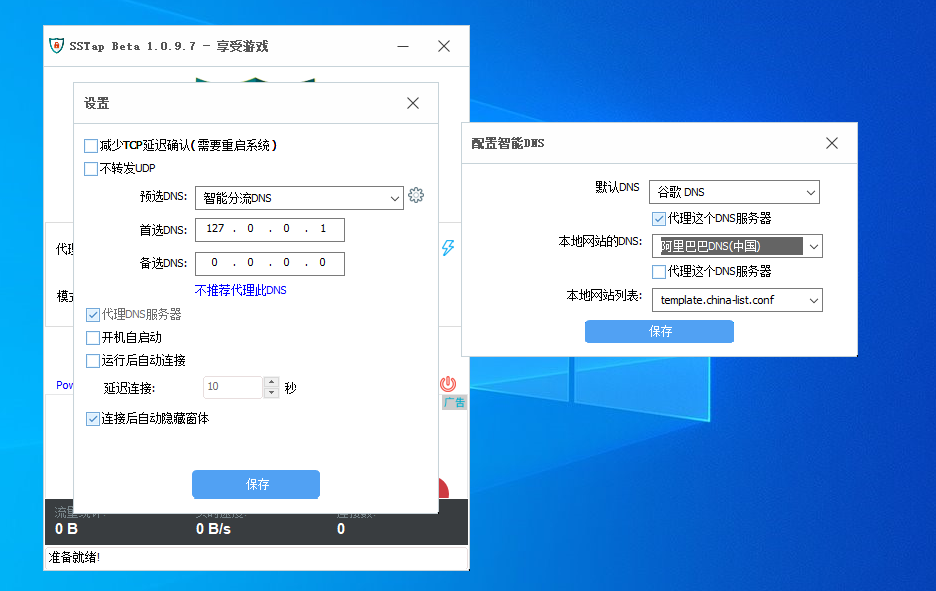 SSTap Beta 1.0.9.7 - 享受游戏
设置
减少TCP延迟确认(需要重启系统)
不转发UDP
预选DNS: 智能分流DNS
首选DNS: 127 . 0 . 0 . 1
备选DNS: 0 . 0 . 0 . 0
不推荐代理此DNS
代理DNS服务器
开机自启动
运行后自动连接
延迟连接: 10 秒
连接后自动隐藏窗体
保存
代理
模式
Pow
广告
0 B 0 B/s 0
准备就绪!
配置智能DNS
默认DNS 谷歌 DNS
代理这个DNS服务器
本地网站的DNS: 阿里巴巴DNS(中国)
代理这个DNS服务器
本地网站列表: template.china-list.conf
保存